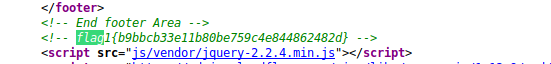 </footer>
<!-- End footer Area -->
<!-- flag1{b9bbcb33e11b80be759c4e844862482d} -->
<script src="js/vendor/jquery-2.2.4.min.js"></script>